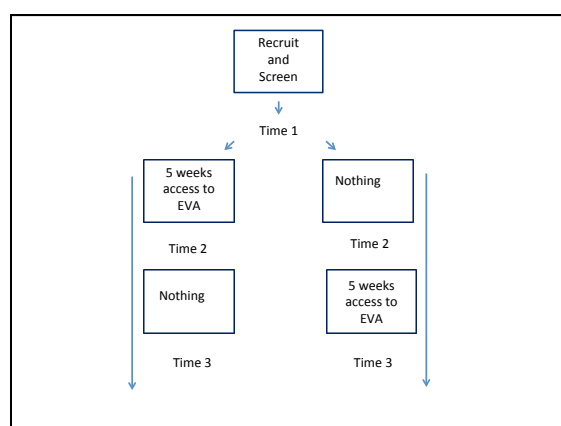 Recruit
and
Screen
Time 1
5 weeks
access to
EVA
Nothing
Time 2
Time 2
Nothing
5 weeks
access to
EVA
Time 3
Time 3